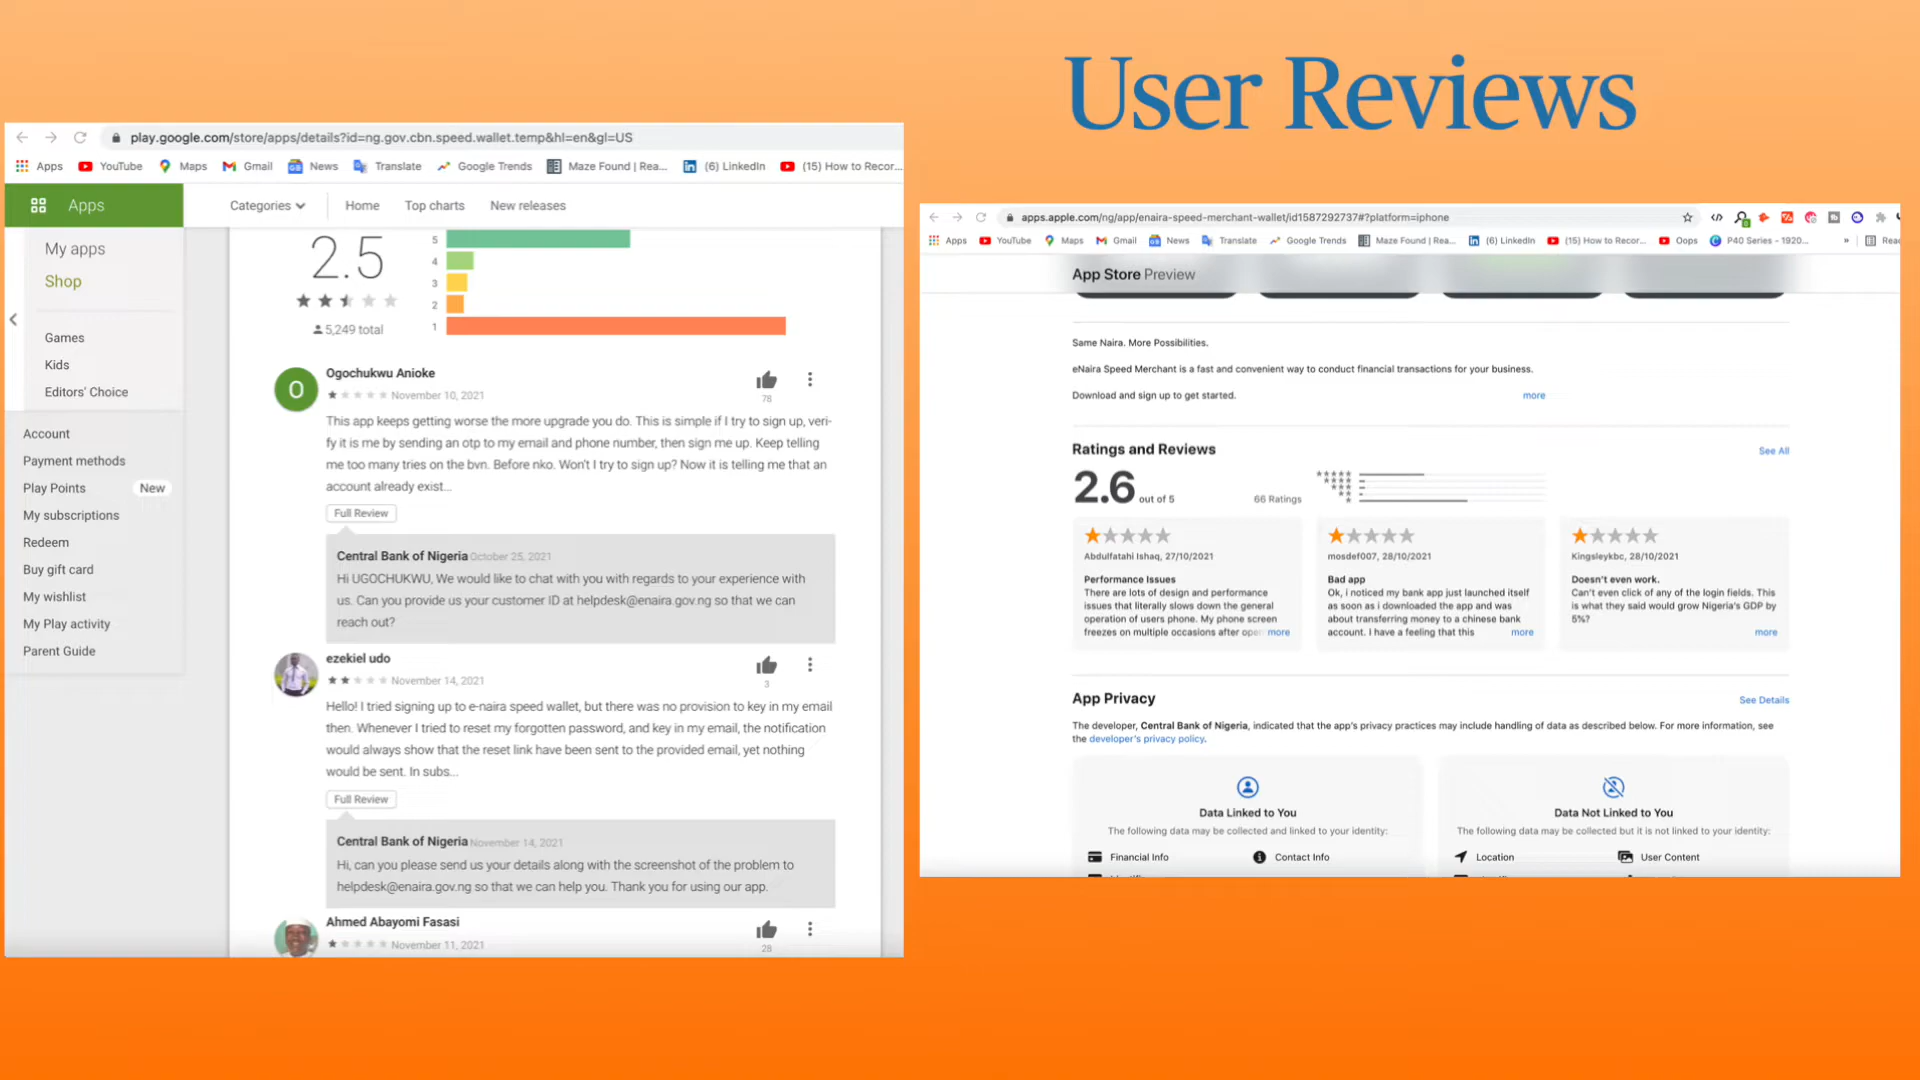 User Reviews
play.google.com/store/apps/details?id=ng.gov.cbn.speed.wallet.temp&hl=en&gl=US
Apps YouTube Maps Gmail News Translate Google Trends Maze Found | Rea... (6) LinkedIn (15) How to Recor...
Apps
Categories Home Top charts New releases
My apps
Shop
Games
Kids
Editors' Choice
Account
Payment methods
Play Points New
My subscriptions
Redeem
Buy gift card
My wishlist
My Play activity
Parent Guide
2.5
5,249 total
5
4
3
2
1
Ogochukwu Anioke
November 10, 2021
78
This app keeps getting worse the more upgrade you do. This is simple if I try to sign up, veri-
fy it is me by sending an otp to my email and phone number, then sign me up. Keep telling
me too many tries on the bvn. Before nko. Won't I try to sign up? Now it is telling me that an
account already exist...
Full Review
Central Bank of Nigeria October 25, 2021
Hi UGOCHUKWU, We would like to chat with you with regards to your experience with
us. Can you provide us your customer ID at helpdesk@enaira.gov.ng so that we can
reach out?
ezekiel udo
November 14, 2021
3
Hello! I tried signing up to e-naira speed wallet, but there was no provision to key in my email
then. Whenever I tried to reset my forgotten password, and key in my email, the notification
would always show that the reset link have been sent to the provided email, yet nothing
would be sent. In subs...
Full Review
Central Bank of Nigeria November 14, 2021
Hi, can you please send us your details along with the screenshot of the problem to
helpdesk@enaira.gov.ng so that we can help you. Thank you for using our app.
Ahmed Abayomi Fasasi
November 11, 2021
28
apps.apple.com/ng/app/enaira-speed-merchant-wallet/id1587292737#?platform=iphone
Apps YouTube Maps Gmail News Translate Google Trends Maze Found | Rea... (6) LinkedIn (15) How to Recor... Oops P40 Series - 1920... » Rea
App Store Preview
Same Naira. More Possibilities.
eNaira Speed Merchant is a fast and convenient way to conduct financial transactions for your business.
Download and sign up to get started. more
Ratings and Reviews See All
2.6 out of 5 66 Ratings
Abdulfatahi Ishaq, 27/10/2021
Performance Issues
There are lots of design and performance
issues that literally slows down the general
operation of users phone. My phone screen
freezes on multiple occasions after more
mosdef007, 28/10/2021
Bad app
Ok, i noticed my bank app just launched itself
as soon as i downloaded the app and was
about transferring money to a chinese bank
account. I have a feeling that this more
Kingsleykbc, 28/10/2021
Doesn't even work.
Can't even click of any of the login fields. This
is what they said would grow Nigeria's GDP by
5%?
more
App Privacy See Details
The developer, Central Bank of Nigeria, indicated that the app's privacy practices may include handling of data as described below. For more information, see
the developer's privacy policy.
Data Linked to You
The following data may be collected and linked to your identity:
Financial Info Contact Info
Data Not Linked to You
The following data may be collected but it is not linked to your identity:
Location User Content